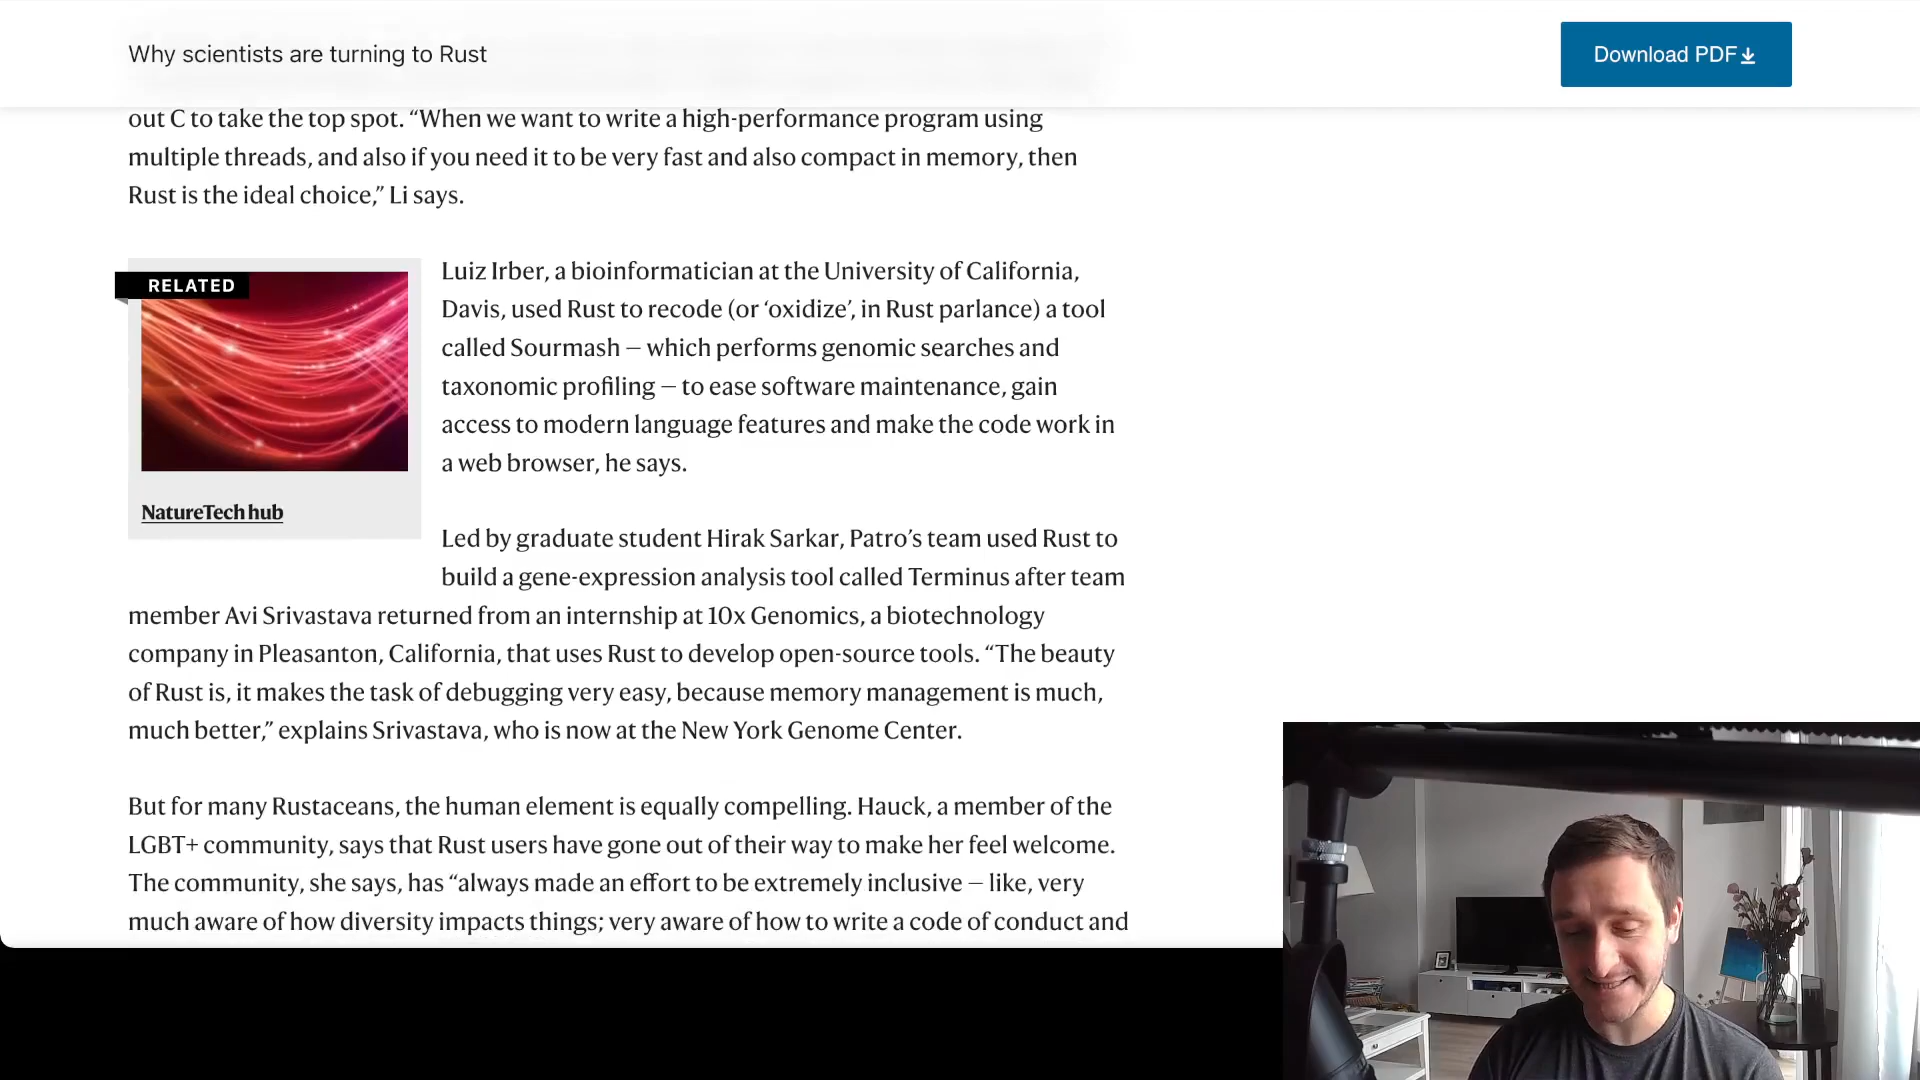 Why scientists are turning to Rust
Download PDF
out C to take the top spot. “When we want to write a high-performance program using
multiple threads, and also if you need it to be very fast and also compact in memory, then
Rust is the ideal choice,” Li says.
RELATED
NatureTech hub
Luiz Irber, a bioinformatician at the University of California,
Davis, used Rust to recode (or ‘oxidize’, in Rust parlance) a tool
called Sourmash — which performs genomic searches and
taxonomic profiling — to ease software maintenance, gain
access to modern language features and make the code work in
a web browser, he says.
Led by graduate student Hirak Sarkar, Patro’s team used Rust to
build a gene-expression analysis tool called Terminus after team
member Avi Srivastava returned from an internship at 10x Genomics, a biotechnology
company in Pleasanton, California, that uses Rust to develop open-source tools. “The beauty
of Rust is, it makes the task of debugging very easy, because memory management is much,
much better,” explains Srivastava, who is now at the New York Genome Center.
But for many Rustaceans, the human element is equally compelling. Hauck, a member of the
LGBT+ community, says that Rust users have gone out of their way to make her feel welcome.
The community, she says, has “always made an effort to be extremely inclusive — like, very
much aware of how diversity impacts things; very aware of how to write a code of conduct and